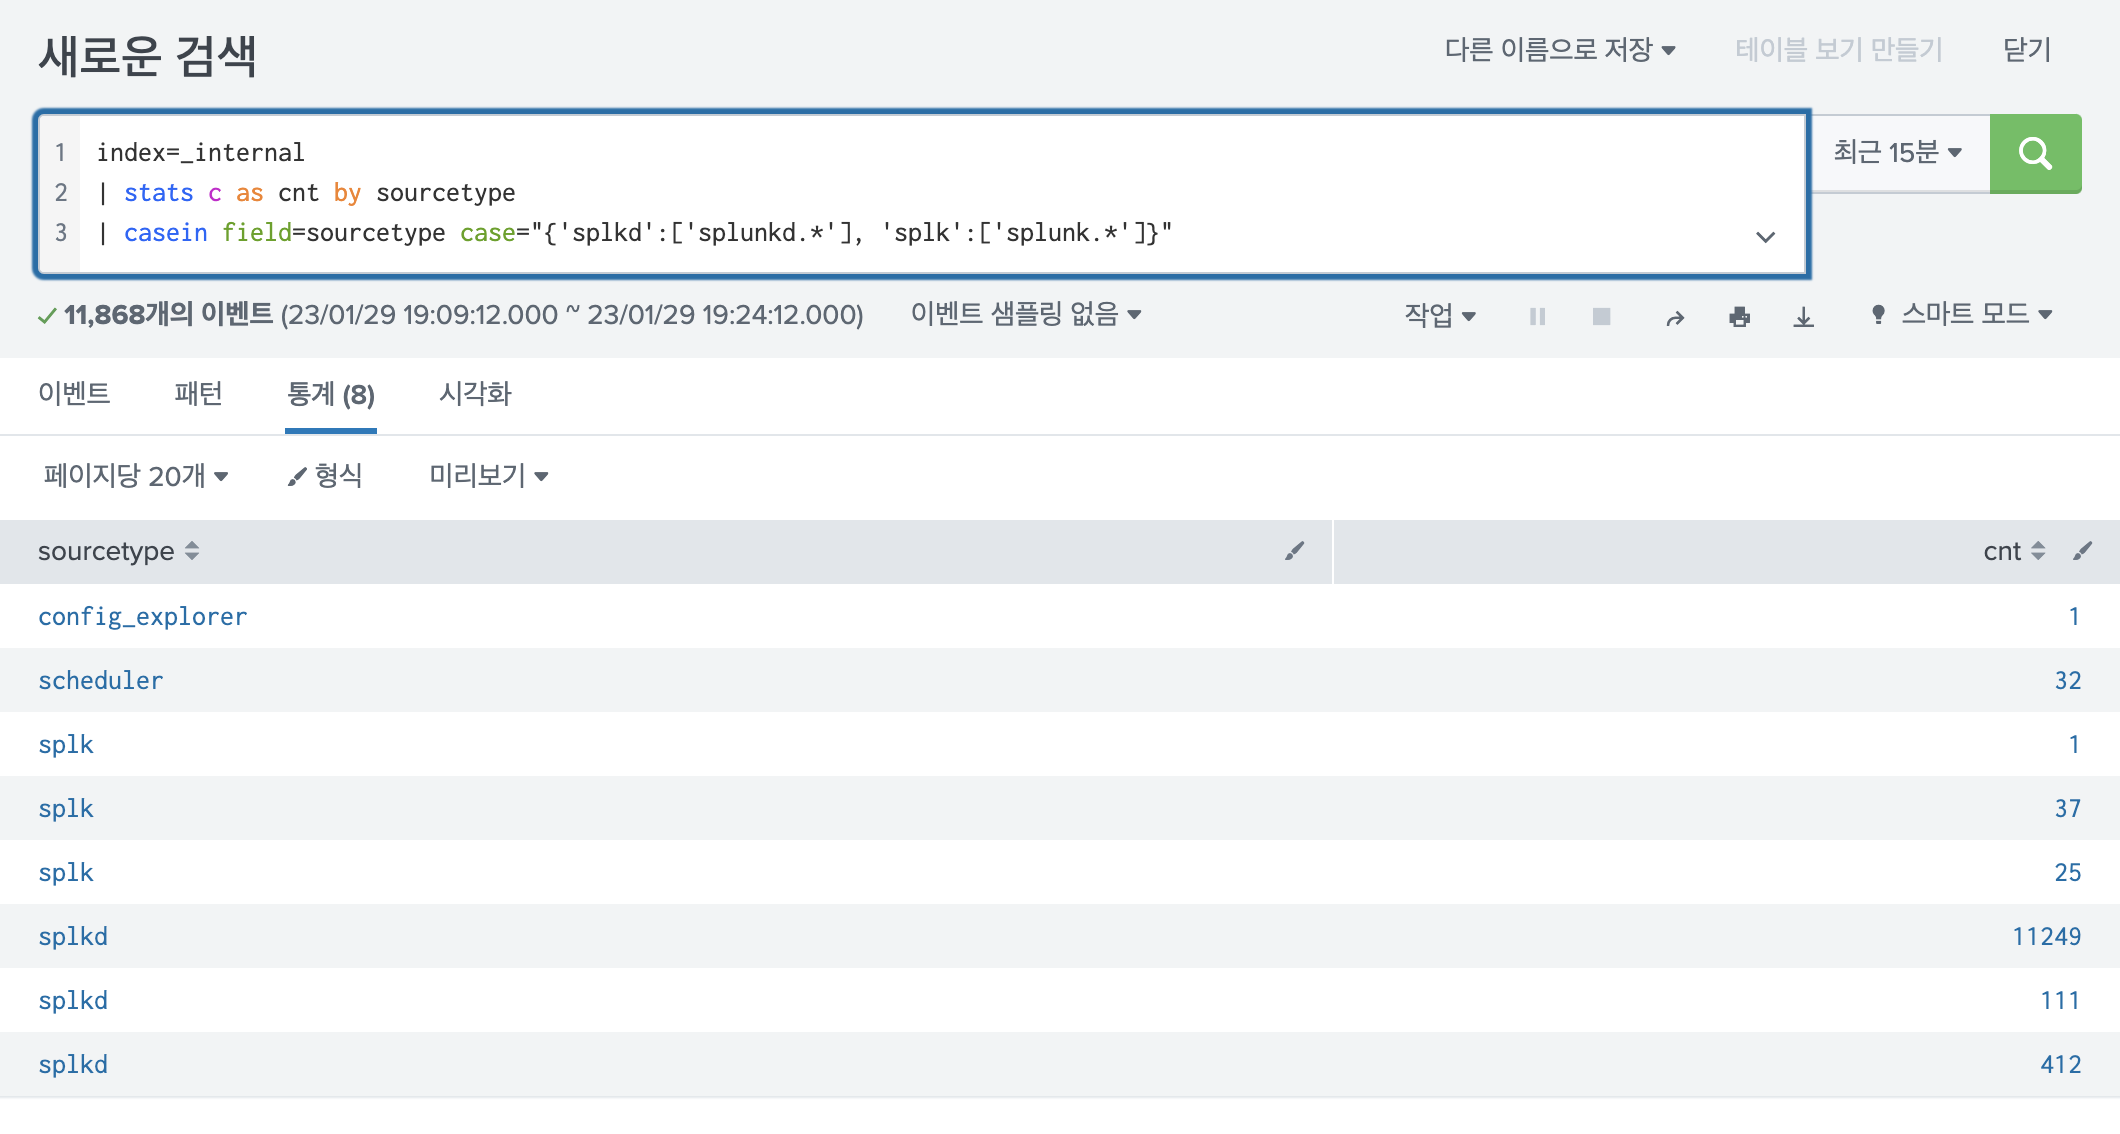 새로운 검색
다른 이름으로 저장 테이블 보기 만들기 닫기
1 index=_internal
2 | stats c as cnt by sourcetype
3 | casein field=sourcetype case="{'splkd':['splunkd.*'], 'splk':['splunk.*']}"
최근 15분
11,868개의 이벤트 (23/01/29 19:09:12.000 ~ 23/01/29 19:24:12.000) 이벤트 샘플링 없음 작업 스마트 모드
이벤트 패턴 통계 (8) 시각화
페이지당 20개 형식 미리보기
sourcetype cnt
config_explorer 1
scheduler 32
splk 1
splk 37
splk 25
splkd 11249
splkd 111
splkd 412